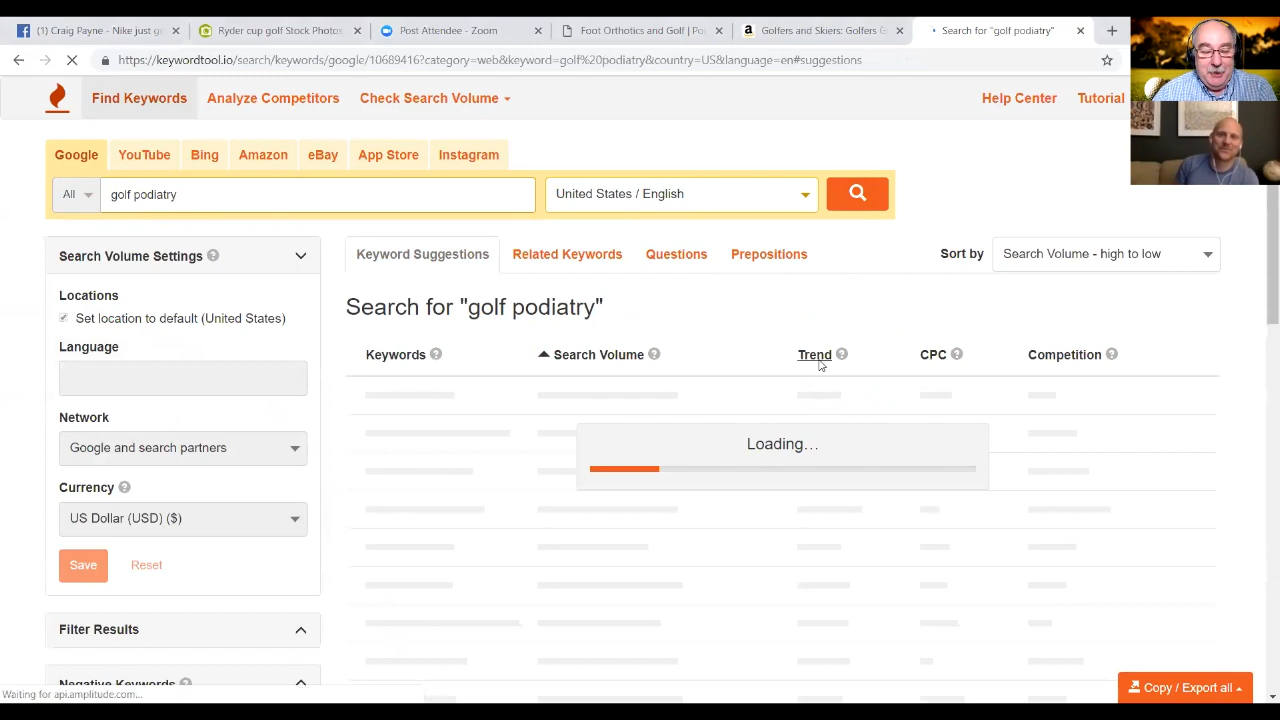 (1) Craig Payne - Nike just g
Ryder cup golf Stock Photos
Post Attendee - Zoom
Foot Orthotics and Golf | Po
Golfers and Skiers: Golfers G
Search for "golf podiatry"
https://keywordtool.io/search/keywords/google/106894
category=web8
golf%20podiatry&country=US&language=en#suggestions
Find Keywords
Analyze Competitors
Check Search Volume
Help Center
Tutorial
Google
YouTube
Bing
Amazon
eBay
App Store
Instagram
All
golf podiatry
United States / English
Search Volume Settings
Keyword Suggestions
Related Keywords
Questions
Prepositions
Sort by
Search Volume - high to low
Locations
Set location to default (United States)
Language
Network
Google and search partners
Currency
US Dollar (USD) ($)
Save
Reset
Filter Results
Negative Keywords
Search for "golf podiatry"
Keywords
Search Volume
Trend
CPC
Competition
Loading...
Waiting for api.amplitude.com...
Copy / Export all